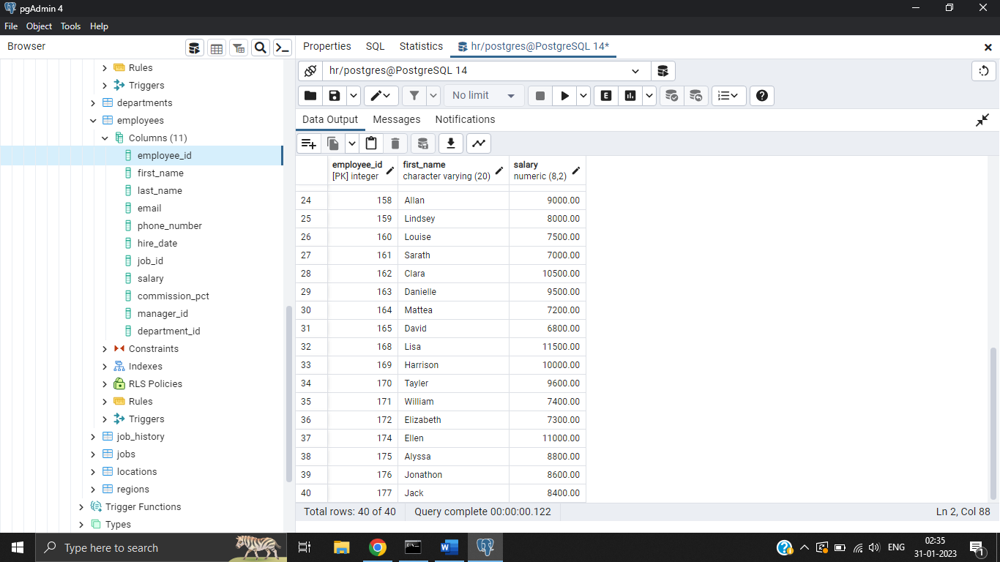 pgAdmin 4
File Object Tools Help
Browser
Rules
Triggers
departments
employees
Columns (11)
employee_id
first_name
last_name
email
phone_number
hire_date
job_id
salary
commission_pct
manager_id
department_id
Constraints
Indexes
RLS Policies
Rules
Triggers
job_history
jobs
locations
regions
Trigger Functions
Types
Properties SQL Statistics hr/postgres@PostgreSQL 14*
hr/postgres@PostgreSQL 14
No limit E
Data Output Messages Notifications
employee_id first_name salary
[PK] integer character varying (20) numeric (8,2)
24 158 Allan 9000.00
25 159 Lindsey 8000.00
26 160 Louise 7500.00
27 161 Sarath 7000.00
28 162 Clara 10500.00
29 163 Danielle 9500.00
30 164 Mattea 7200.00
31 165 David 6800.00
32 168 Lisa 11500.00
33 169 Harrison 10000.00
34 170 Tayler 9600.00
35 171 William 7400.00
36 172 Elizabeth 7300.00
37 174 Ellen 11000.00
38 175 Alyssa 8800.00
39 176 Jonathon 8600.00
40 177 Jack 8400.00
Total rows: 40 of 40 Query complete 00:00:00.122 Ln 2, Col 88
Type here to search
ENG
02:35
31-01-2023
1